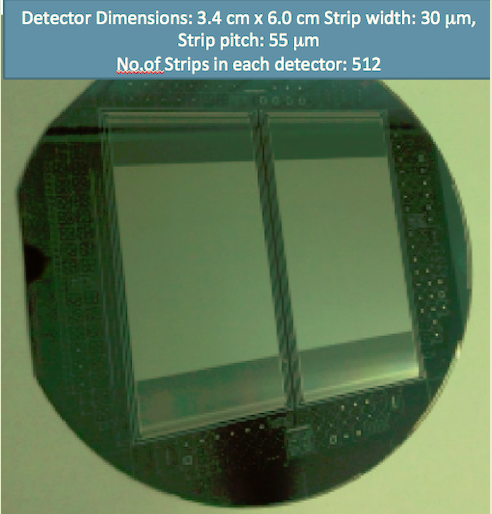 Detector Dimensions: 3.4 cm x 6.0 cm Strip width: 30 μm,
Strip pitch: 55 μm
No.of Strips in each detector: 512